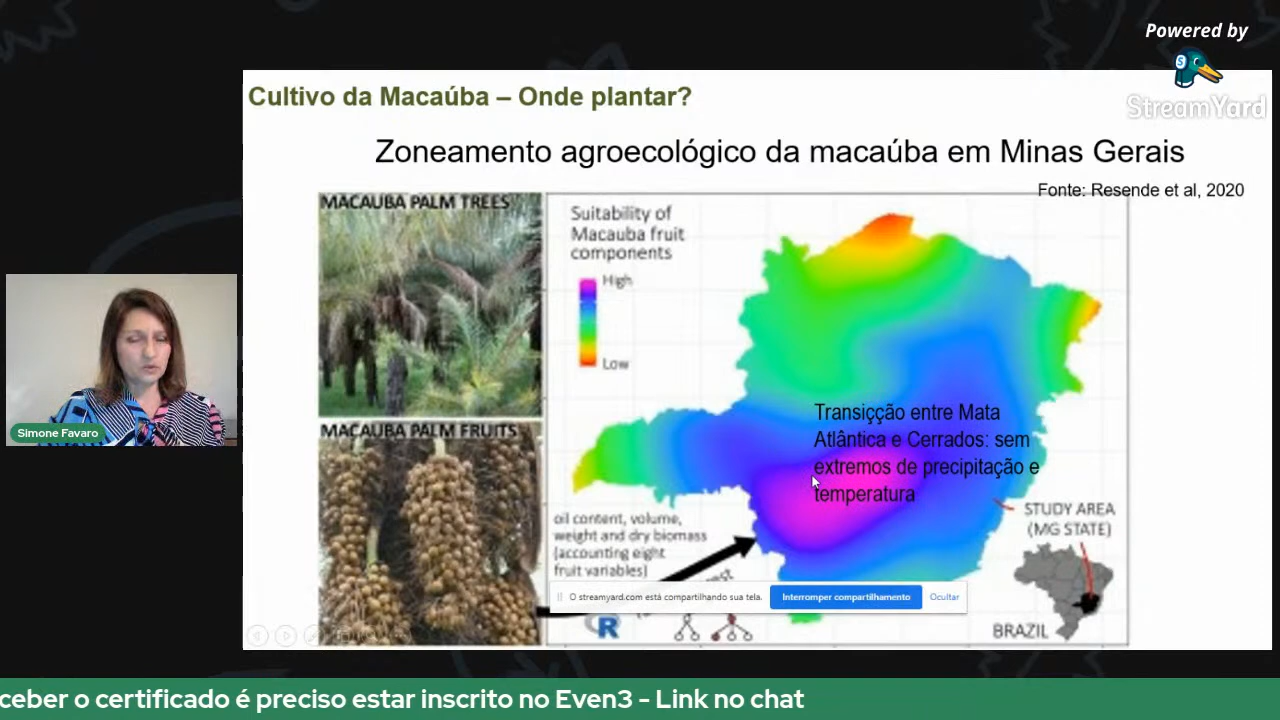 Powered by
StreamYard
Cultivo da Macaúba – Onde plantar?
Zoneamento agroecológico da macaúba em Minas Gerais
Fonte: Resende et al, 2020
MACAUBA PALM TREES
Suitability of
Macauba fruit
components
High
Low
Transicção entre Mata
Atlântica e Cerrados: sem
extremos de precipitação e
temperatura
Simone Favaro
MACAUBA PALM FRUITS
oil content, volume,
weight and dry biomass
(accounting eight
fruit variables)
STUDY AREA
(MG STATE)
O streamyard.com está compartilhando sua tela.
Interromper compartilhamento
Ocultar
R
BRAZIL
ceber o certificado é preciso estar inscrito no Even3 - Link no chat